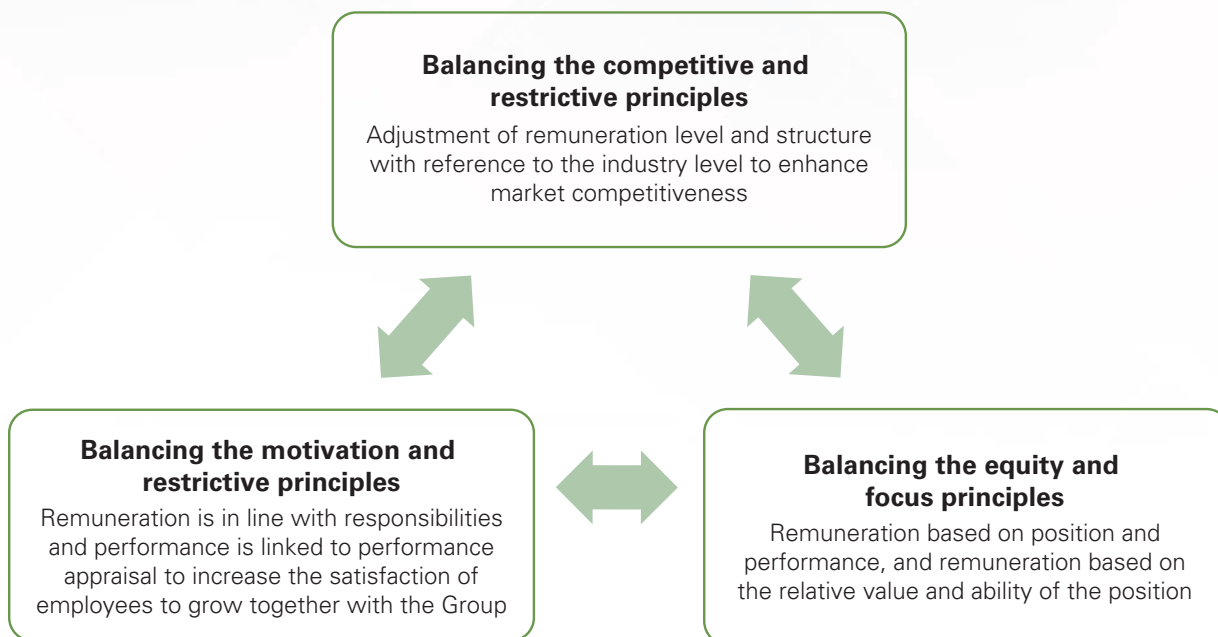 Balancing the competitive and
restrictive principles
Adjustment of remuneration level and structure
with reference to the industry level to enhance
market competitiveness
Balancing the motivation and
restrictive principles
Remuneration is in line with responsibilities
and performance is linked to performance
appraisal to increase the satisfaction of
employees to grow together with the Group
Balancing the equity and
focus principles
Remuneration based on position and
performance, and remuneration based on
the relative value and ability of the position